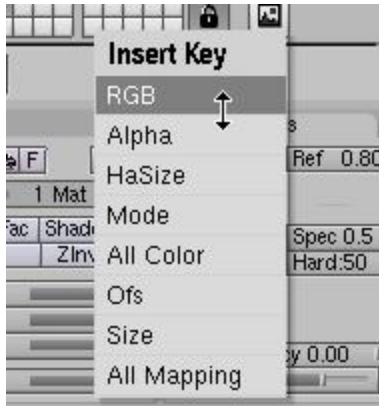 Insert Key
RGB
Alpha
s
F
Ref 0.80
HaSize
1 Mat
Mode
Shad
Spec 0.5
ZInv
All Color
Hard:50
Ofs
Size
0.00
All Mapping